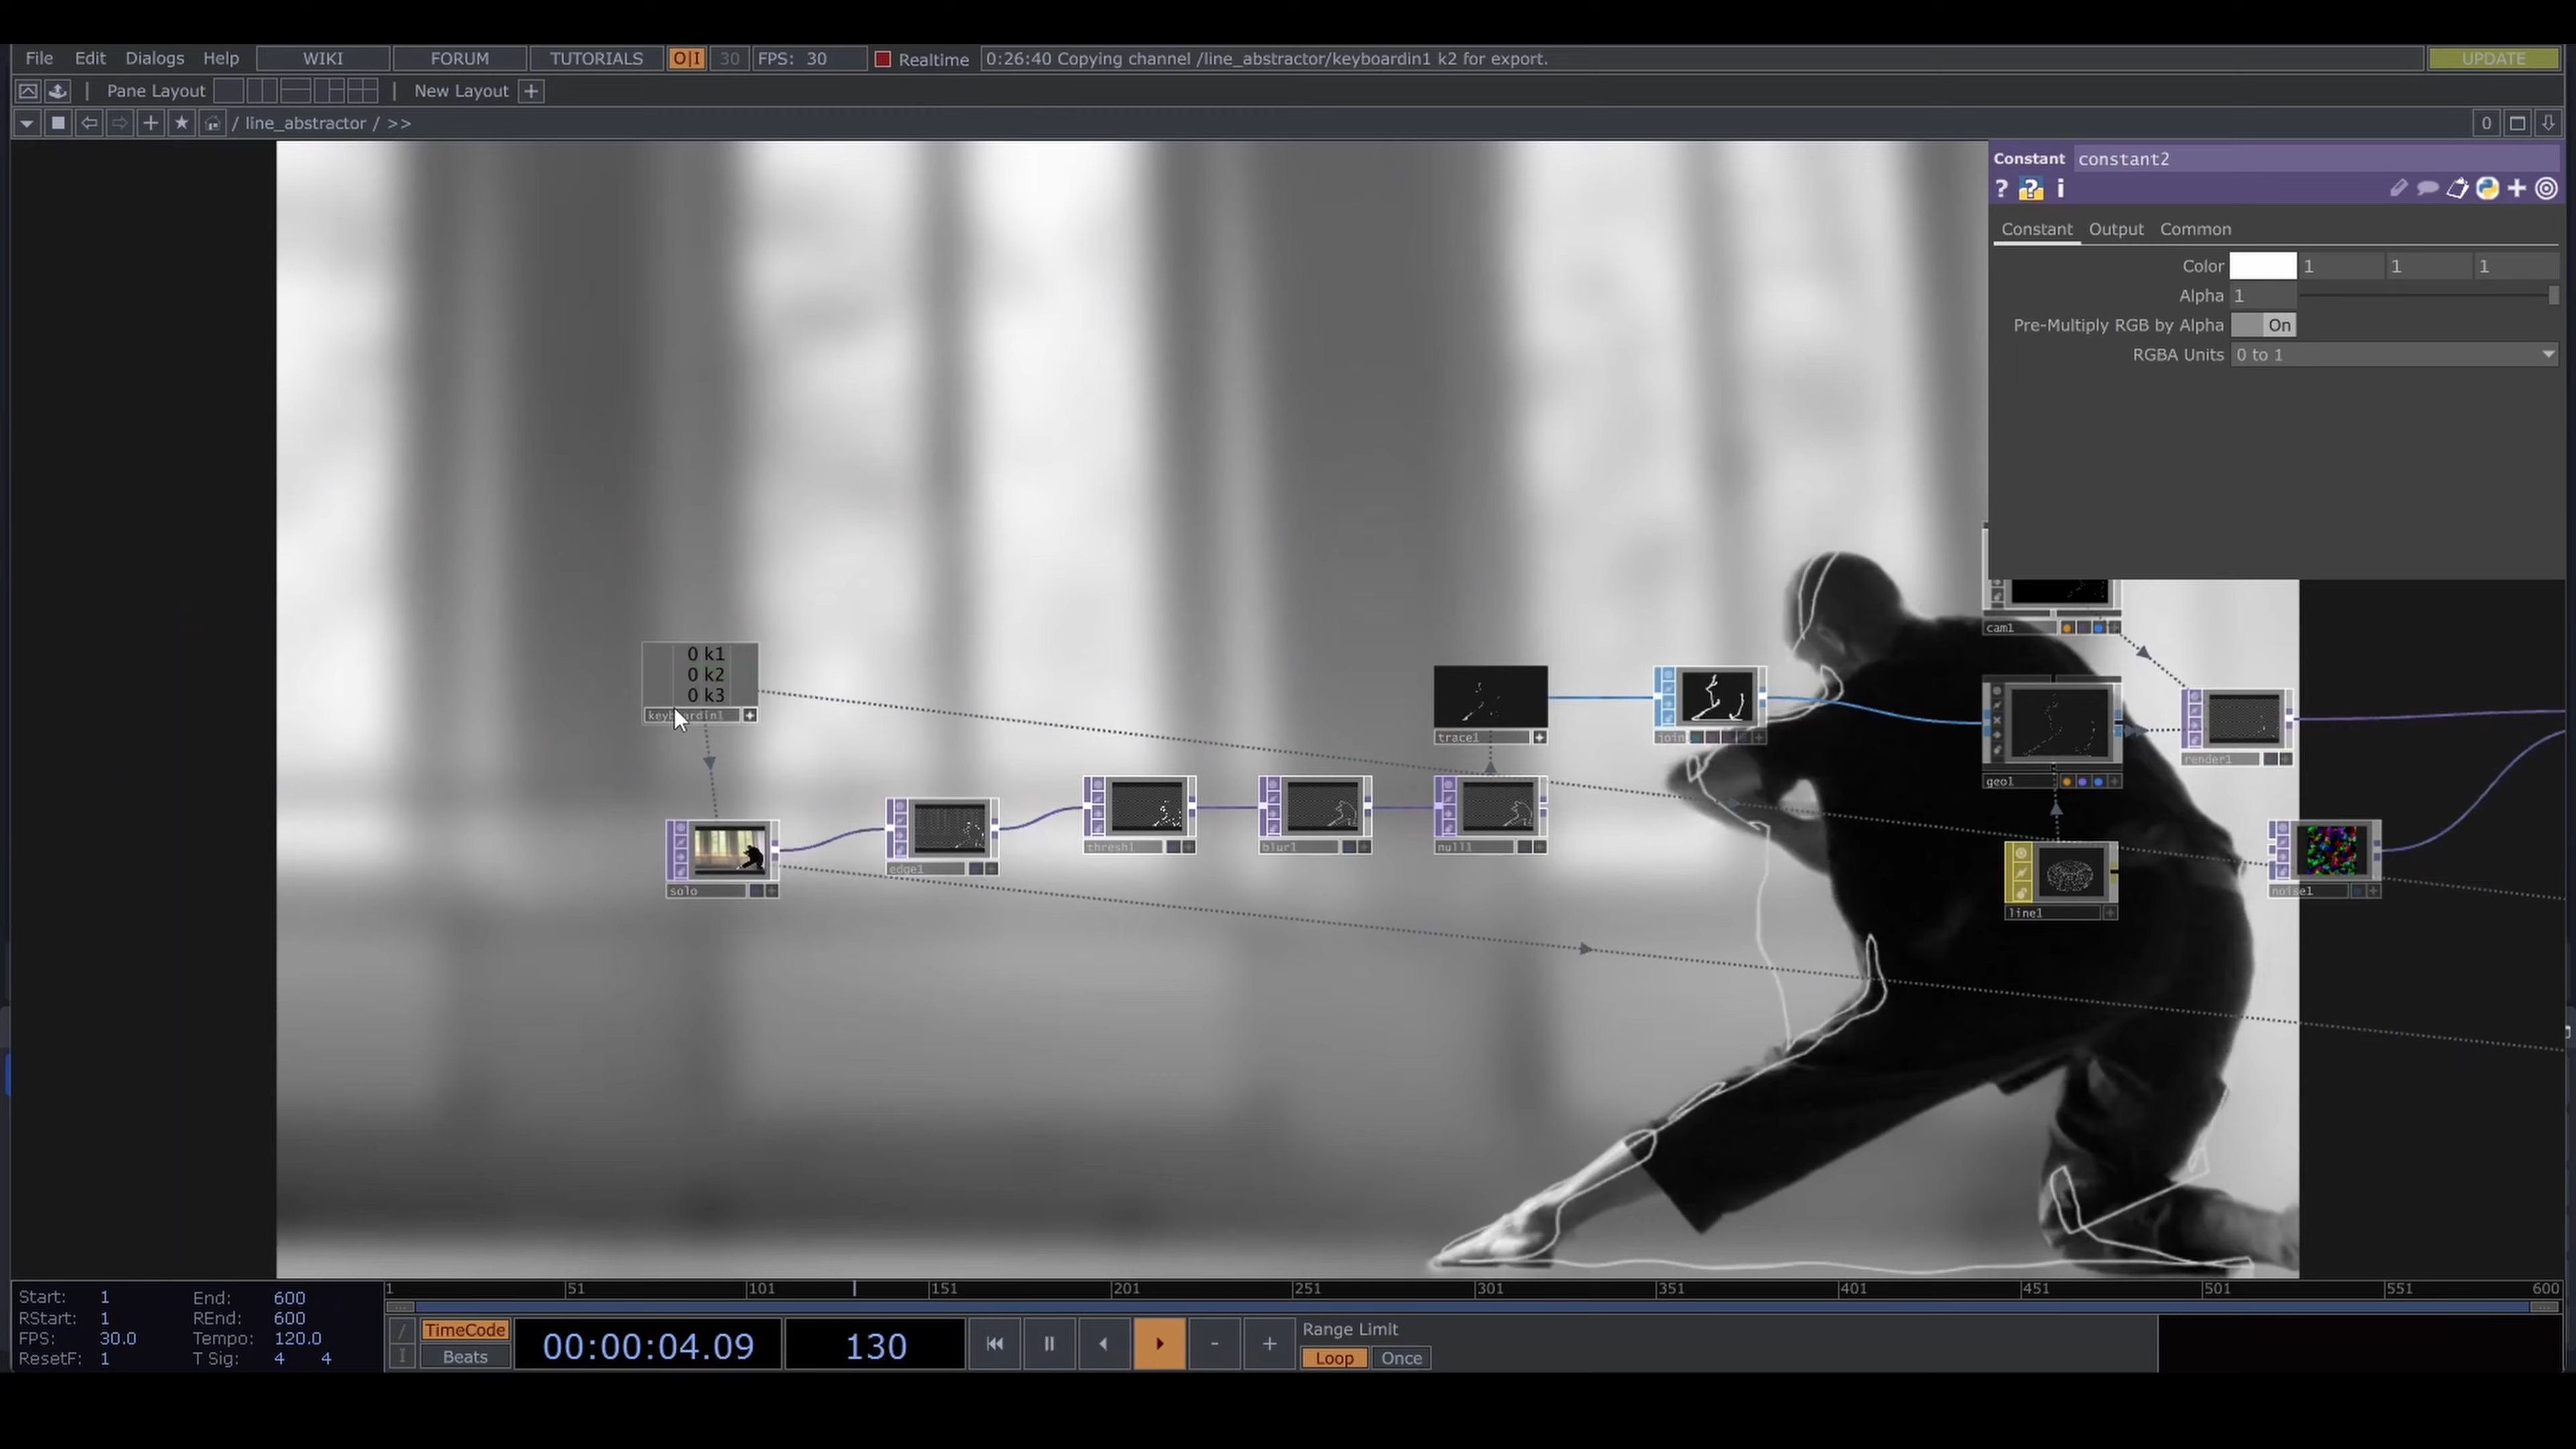 File Edit Dialogs Help WIKI FORUM TUTORIALS O|I 30 FPS: 30 Realtime 0:26:40 Copying channel /line_abstractor/keyboardin1 k2 for export. UPDATE
Pane Layout New Layout +
/ line_abstractor / >> 0
Constant constant2
? ? i
Constant Output Common
Color 1 1 1
Alpha 1
Pre-Multiply RGB by Alpha On
RGBA Units 0 to 1
0 k1
0 k2
0 k3
keyboardin1
solo
edge1
thresh1
blur1
null1
trace1
join
cam1
geo1
line1
render1
noise1
1 51 101 151 201 251 301 351 401 451 501 551 600
Start: 1 End: 600
RStart: 1 REnd: 600
FPS: 30.0 Tempo: 120.0
ResetF: 1 T Sig: 4 4
TimeCode
Beats
00:00:04.09
130
- +
Range Limit
Loop Once